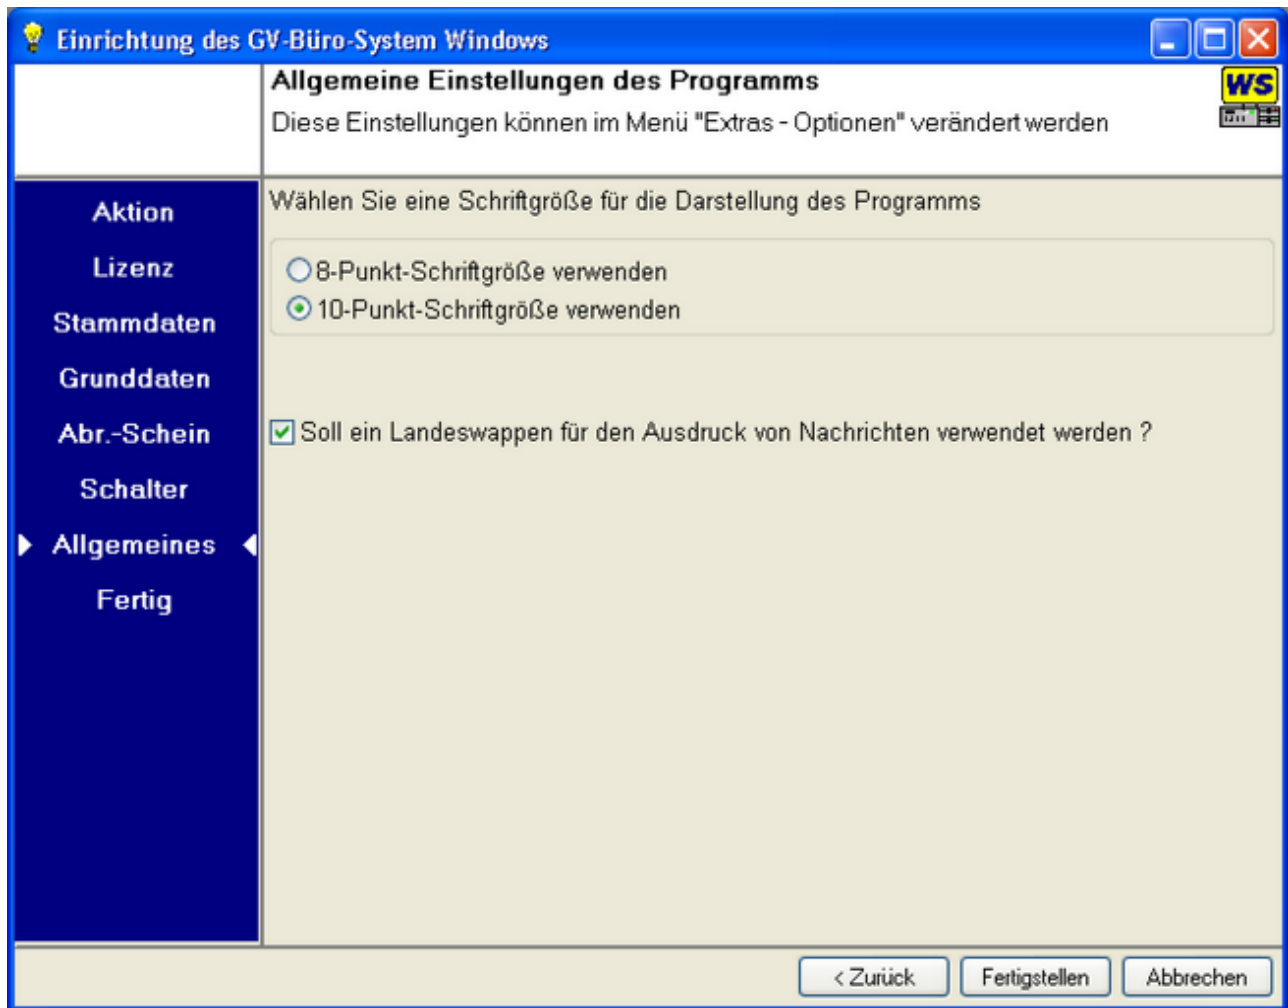 Einrichtung des GV-Büro-System Windows
Allgemeine Einstellungen des Programms
WS
Diese Einstellungen können im Menü "Extras - Optionen" verändert werden
Aktion
Lizenz
Stammdaten
Grunddaten
Abr.-Schein
Schalter
Allgemeines
Fertig
Wählen Sie eine Schriftgröße für die Darstellung des Programms
8-Punkt-Schriftgröße verwenden
10-Punkt-Schriftgröße verwenden
Soll ein Landeswappen für den Ausdruck von Nachrichten verwendet werden ?
< Zurück
Fertigstellen
Abbrechen